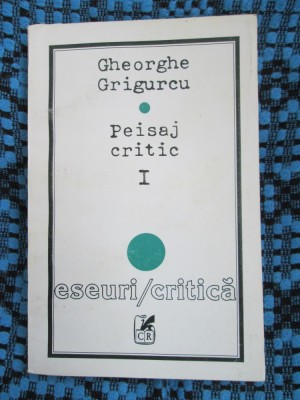 Gheorghe
Grigurcu
Peisaj
critic
I
eseuri/critică
CR